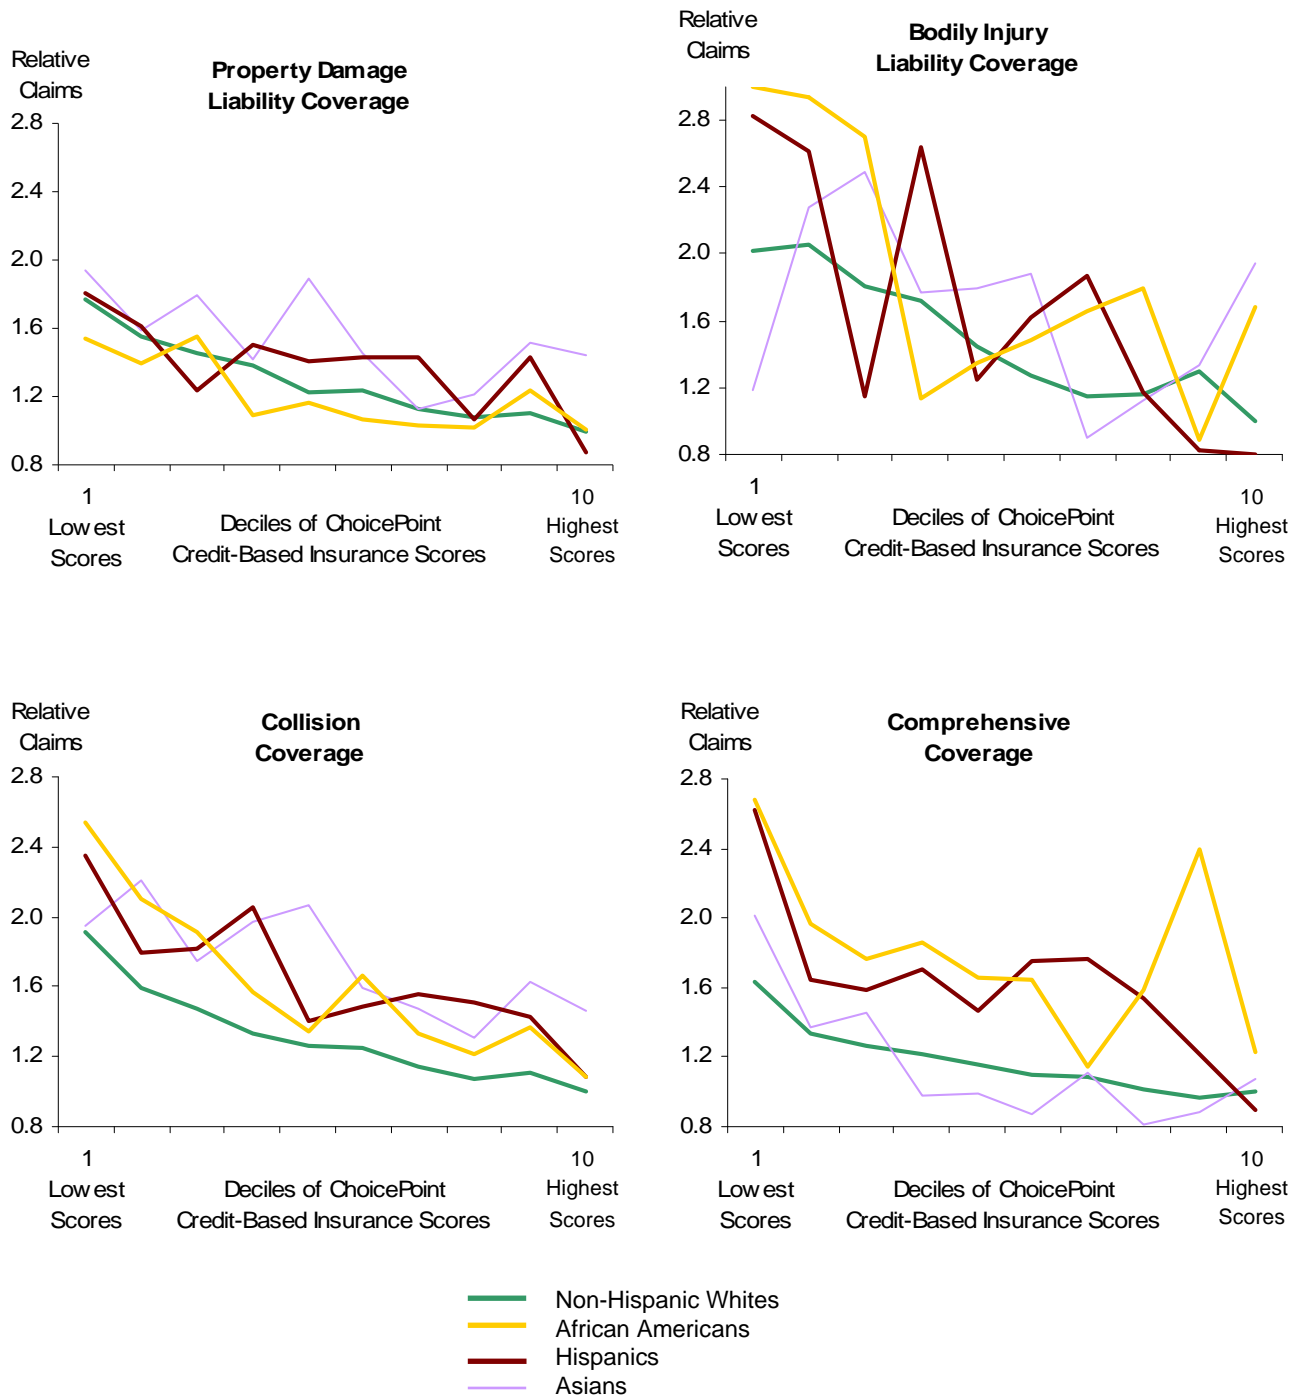 Relative
Claims
Property Damage
Liability Coverage
2.8
2.4
2.0
1.6
1.2
0.8
1
Lowest
Scores
Deciles of ChoicePoint
Credit-Based Insurance Scores
10
Highest
Scores
Relative
Claims
Bodily Injury
Liability Coverage
2.8
2.4
2.0
1.6
1.2
0.8
1
Lowest
Scores
Deciles of ChoicePoint
Credit-Based Insurance Scores
10
Highest
Scores
Relative
Claims
Collision
Coverage
2.8
2.4
2.0
1.6
1.2
0.8
1
Lowest
Scores
Deciles of ChoicePoint
Credit-Based Insurance Scores
10
Highest
Scores
Relative
Claims
Comprehensive
Coverage
2.8
2.4
2.0
1.6
1.2
0.8
1
Lowest
Scores
Deciles of ChoicePoint
Credit-Based Insurance Scores
10
Highest
Scores
Non-Hispanic Whites
African Americans
Hispanics
Asians